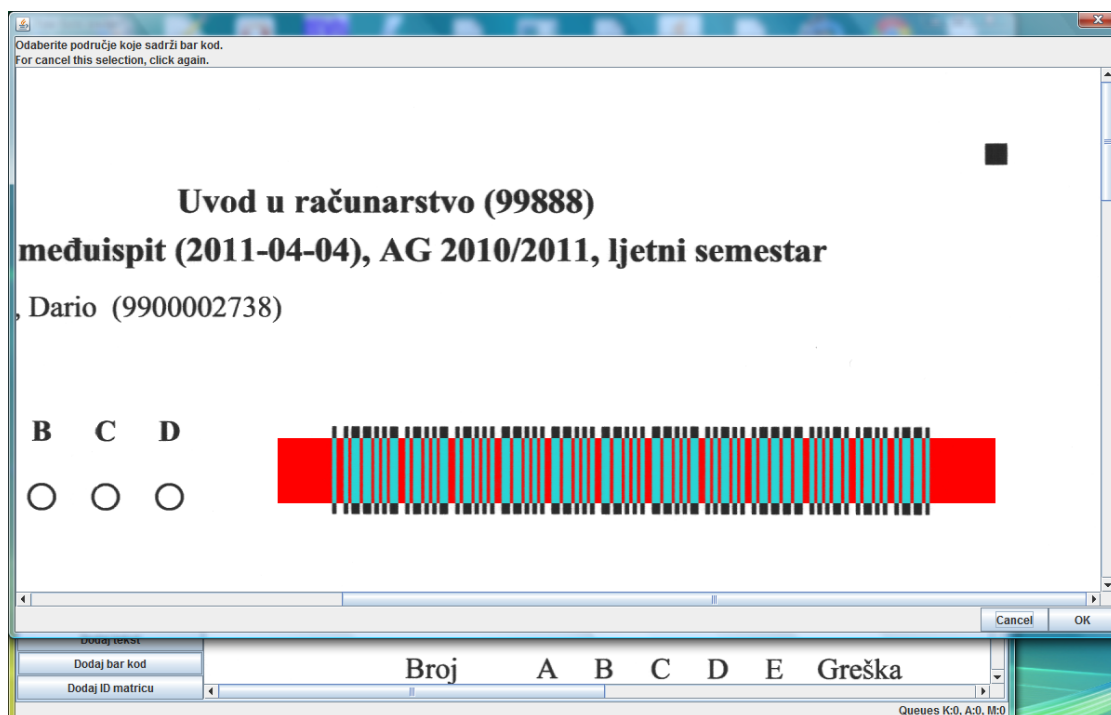 Odaberite područje koje sadrži bar kod.
For cancel this selection, click again.
Uvod u računarstvo (99888)
međuispit (2011-04-04), AG 2010/2011, ljetni semestar
, Dario (9900002738)
B C D
Cancel OK
Dodaj tekst
Dodaj bar kod
Dodaj ID matricu
Broj A B C D E Greška
Queues K:0, A:0, M:0